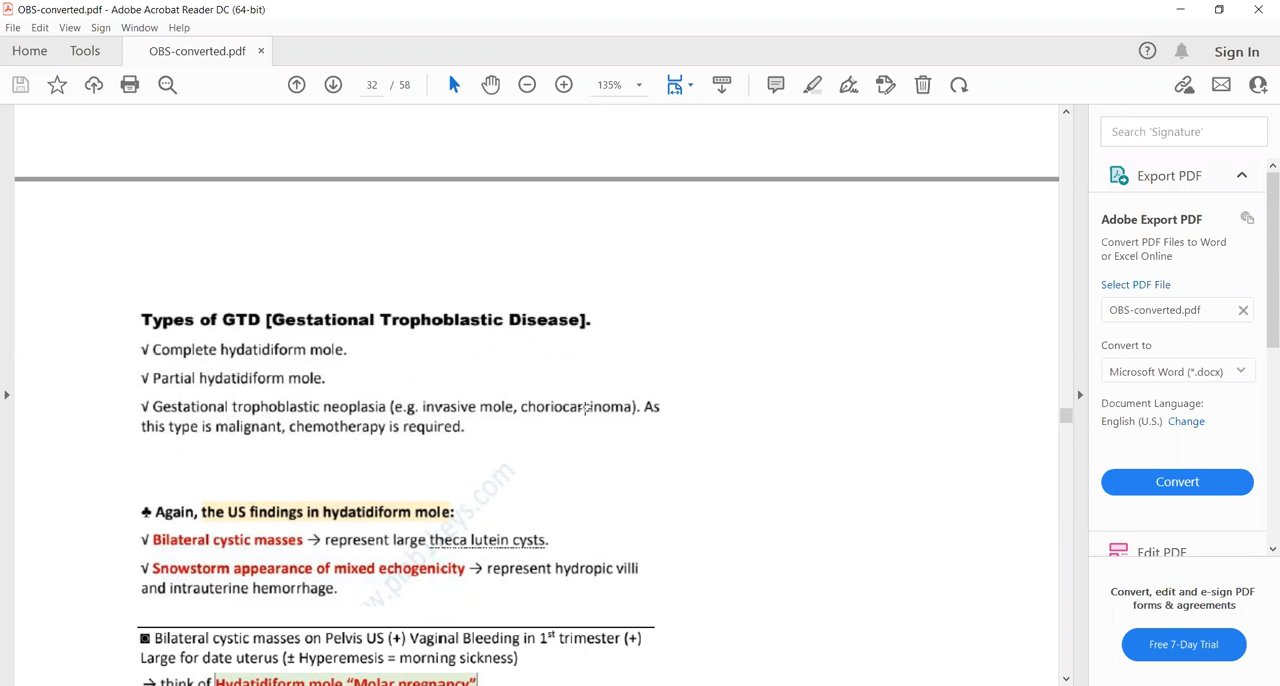 OBS-converted.pdf - Adobe Acrobat Reader DC (64-bit)
File Edit View Sign Window Help
Home Tools OBS-converted.pdf × Sign In
32 / 58 135%
Types of GTD [Gestational Trophoblastic Disease].
√ Complete hydatidiform mole.
√ Partial hydatidiform mole.
√ Gestational trophoblastic neoplasia (e.g. invasive mole, choriocarcinoma). As
this type is malignant, chemotherapy is required.
♣ Again, the US findings in hydatidiform mole:
√ Bilateral cystic masses → represent large theca lutein cysts.
√ Snowstorm appearance of mixed echogenicity → represent hydropic villi
and intrauterine hemorrhage.
◙ Bilateral cystic masses on Pelvis US (+) Vaginal Bleeding in 1st trimester (+)
Large for date uterus (± Hyperemesis = morning sickness)
→ think of Hydatidiform mole “Molar pregnancy”
Search 'Signature'
Export PDF
Adobe Export PDF
Convert PDF Files to Word
or Excel Online
Select PDF File
OBS-converted.pdf
Convert to
Microsoft Word (*.docx)
Document Language:
English (U.S.) Change
Convert
Edit PDF
Convert, edit and e-sign PDF
forms & agreements
Free 7-Day Trial